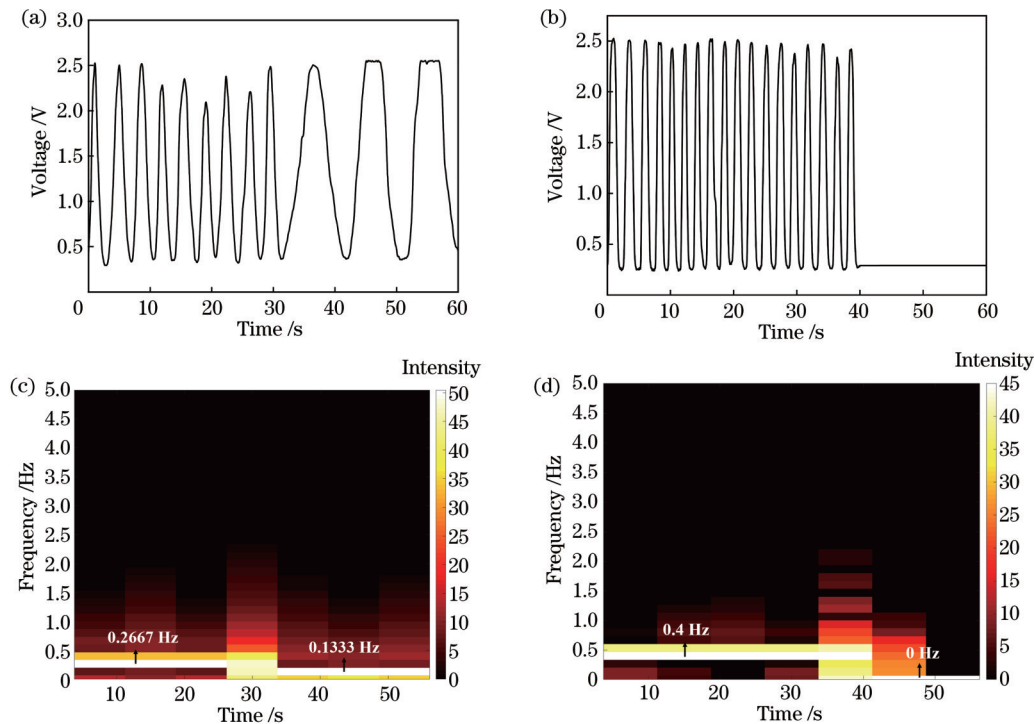 (a)
3.0
2.5
2.0
1.5
1.0
0.5
0 10 20 30 40 50 60
Voltage /V
Time /s
(b)
2.5
2.0
1.5
1.0
0.5
0 10 20 30 40 50 60
Voltage /V
Time /s
(c)
Intensity
5.0
4.5
4.0
3.5
3.0
2.5
2.0
1.5
1.0
0.5
0
Frequency /Hz
0.2667 Hz
0.1333 Hz
10 20 30 40 50
Time /s
50
45
40
35
30
25
20
15
10
5
0
(d)
Intensity
5.0
4.5
4.0
3.5
3.0
2.5
2.0
1.5
1.0
0.5
0
Frequency /Hz
0.4 Hz
0 Hz
10 20 30 40 50
Time /s
45
40
35
30
25
20
15
10
5
0